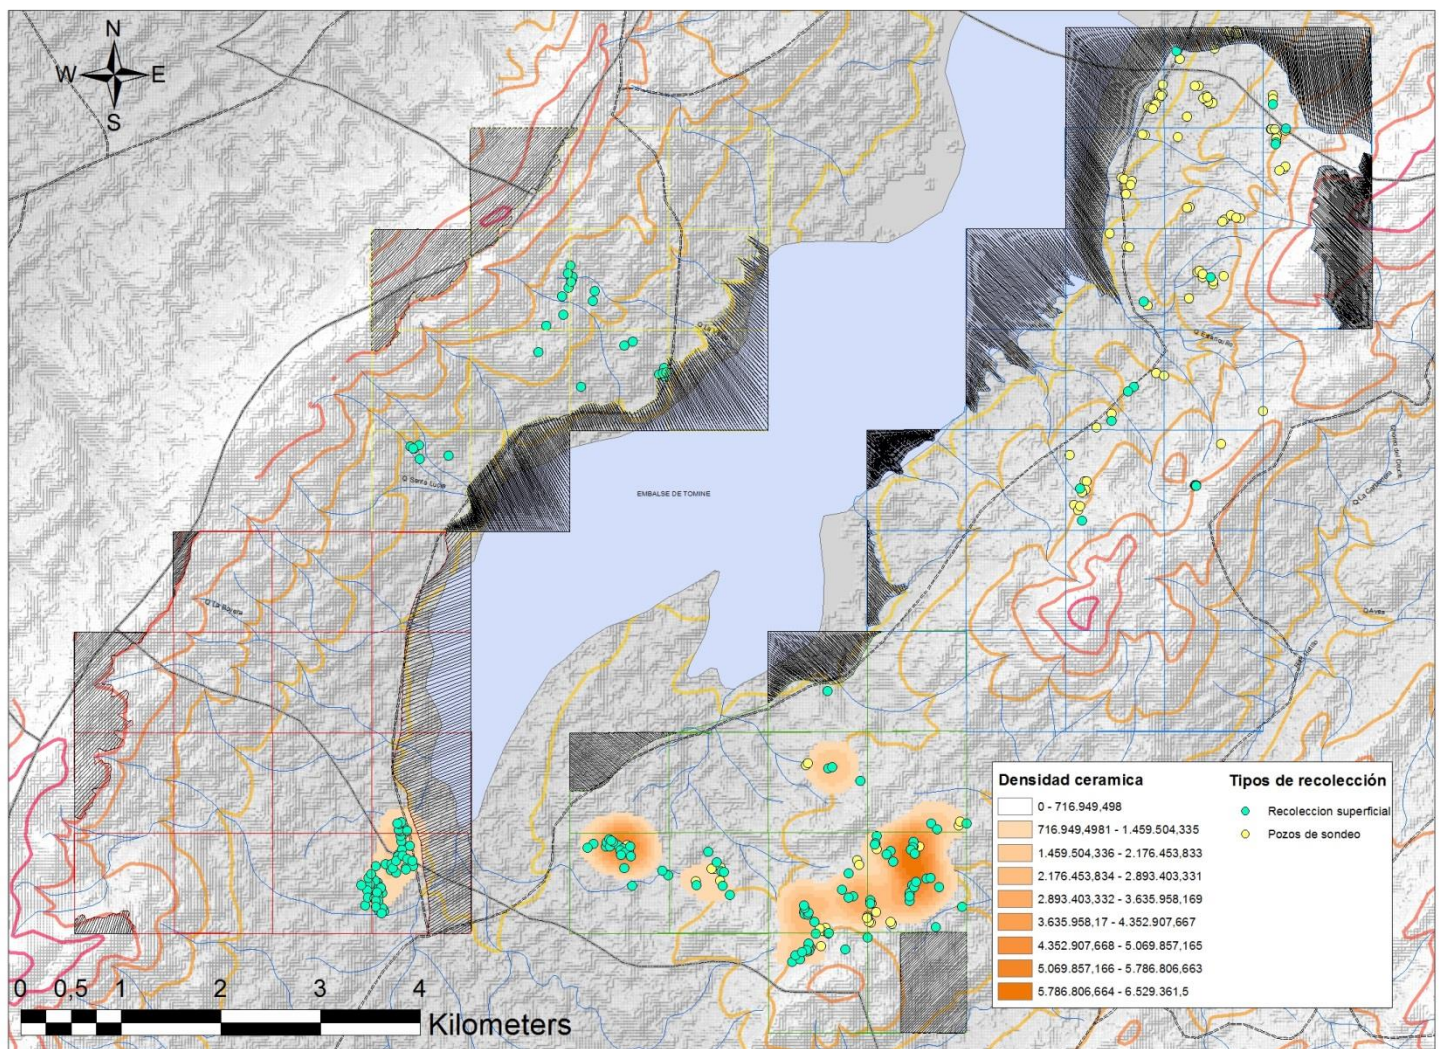 N
W E
S
Q Santa Lucia
EMBALSE DE TOMINE
Densidad ceramica
0 - 716.949,498
716.949,4981 - 1.459.504,335
1.459.504,336 - 2.176.453,833
2.176.453,834 - 2.893.403,331
2.893.403,332 - 3.635.958,169
3.635.958,17 - 4.352.907,667
4.352.907,668 - 5.069.857,165
5.069.857,166 - 5.786.806,663
5.786.806,664 - 6.529.361,5
Tipos de recolección
Recoleccion superficial
Pozos de sondeo
0 0,5 1 2 3 4
Kilometers